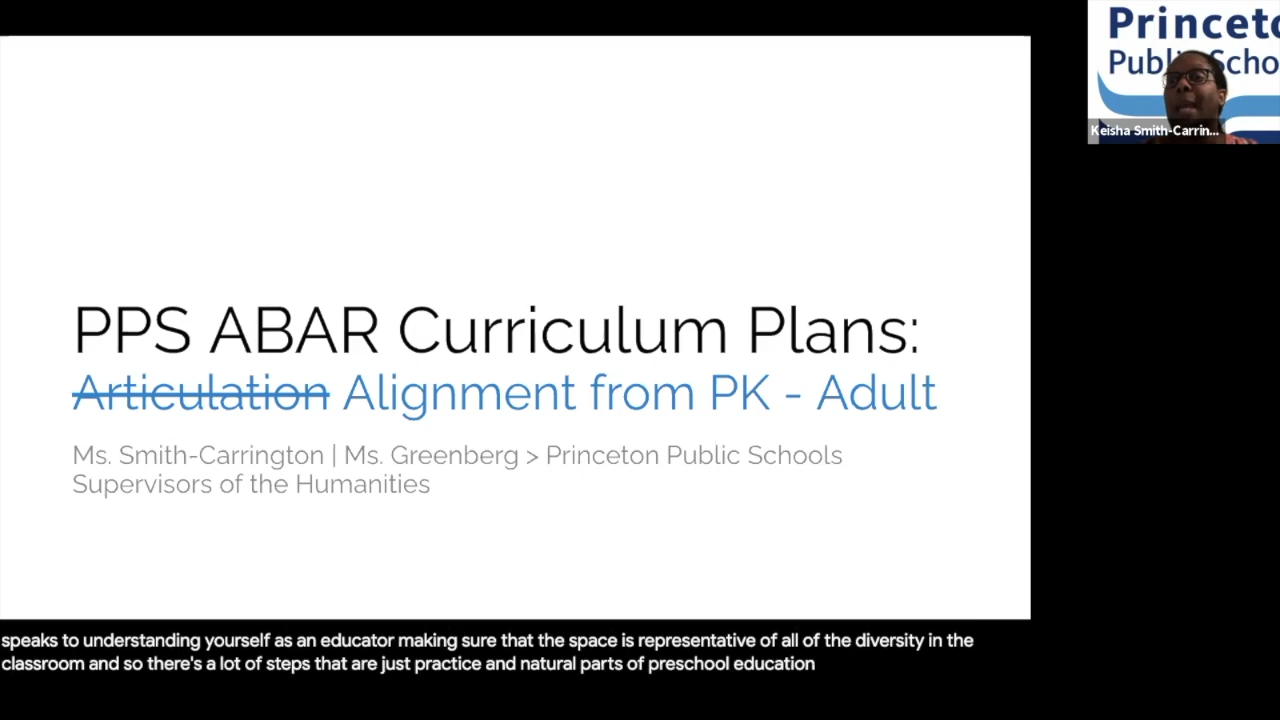 Princeto
Publ Scho
Keisha Smith-Carrin...
PPS ABAR Curriculum Plans:
Articulation Alignment from PK - Adult
Ms. Smith-Carrington | Ms. Greenberg > Princeton Public Schools
Supervisors of the Humanities
speaks to understanding yourself as an educator making sure that the space is representative of all of the diversity in the
classroom and so there's a lot of steps that are just practice and natural parts of preschool education